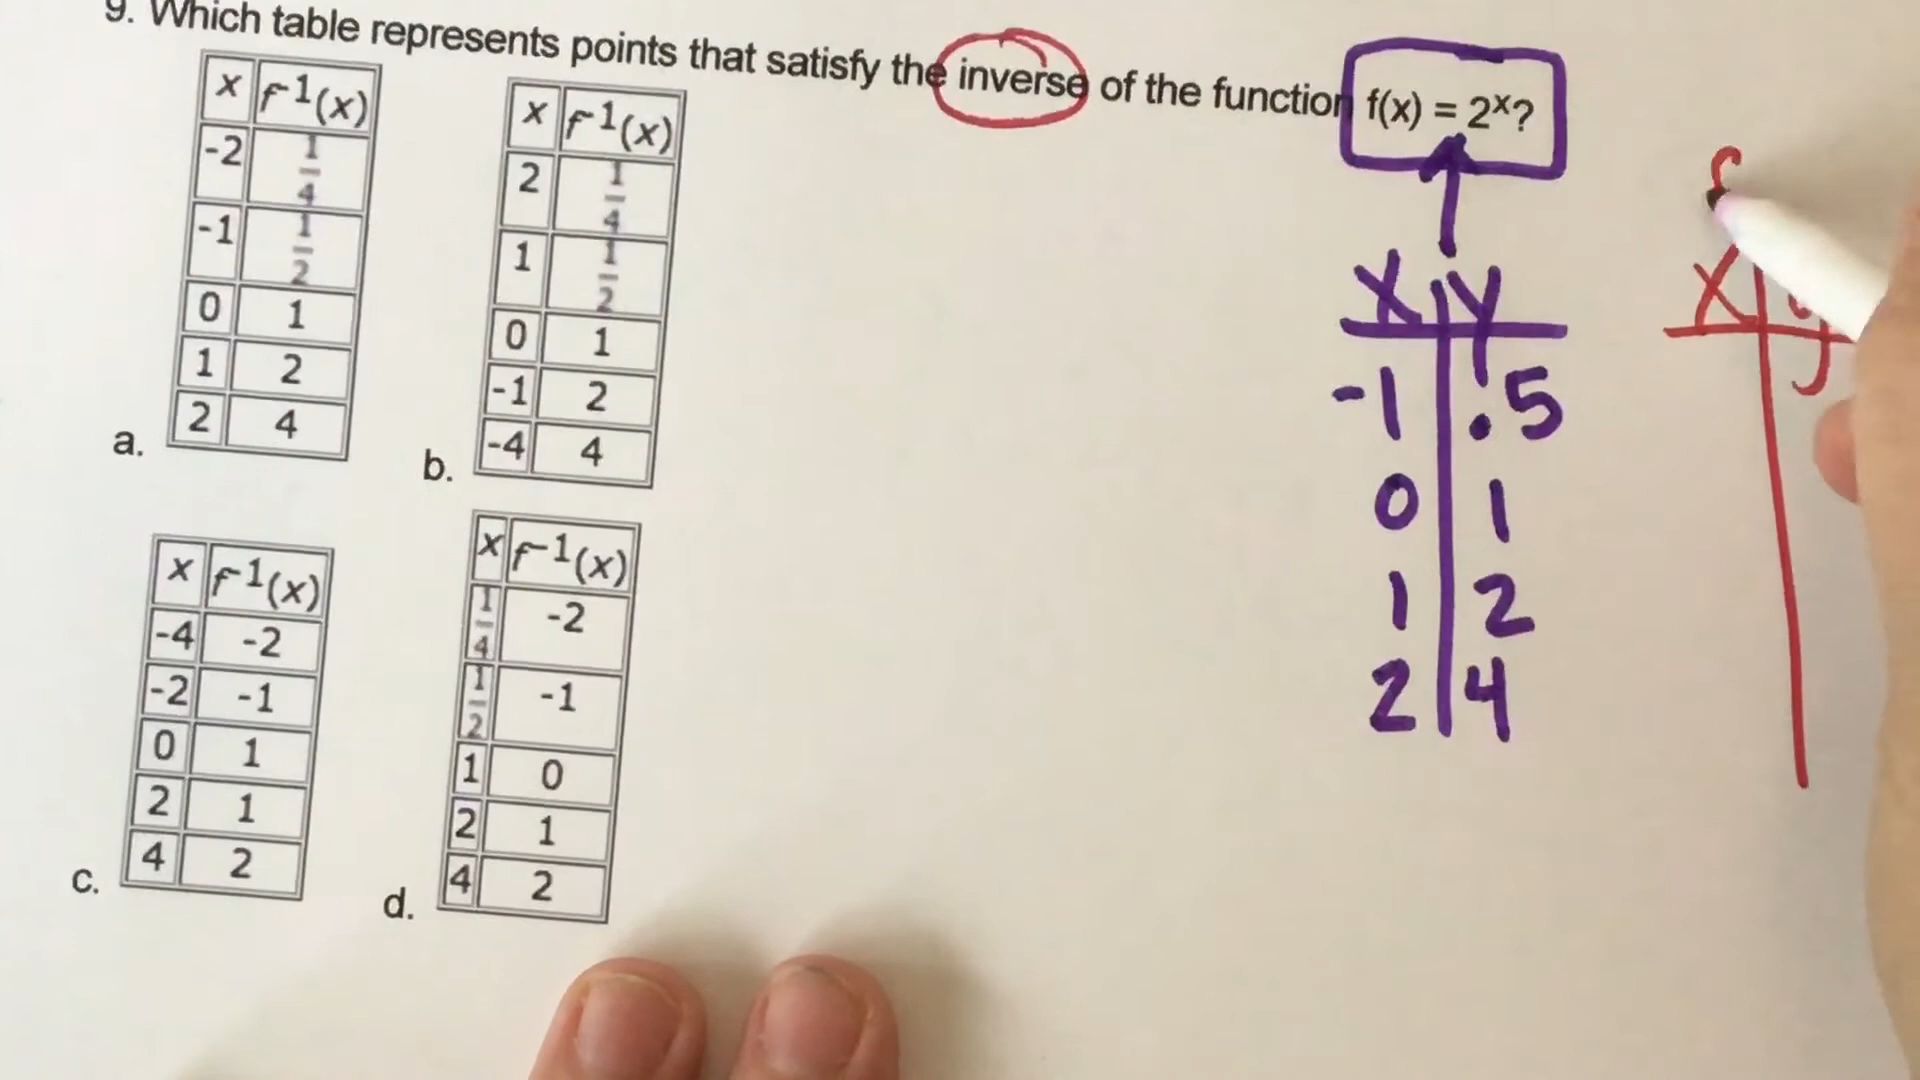 9. Which table represents points that satisfy the inverse of the function f(x) = 2ˣ?
x f⁻¹(x)
-2 1/4
-1 1/2
0 1
1 2
2 4
a.
x f⁻¹(x)
2 1/4
1 1/2
0 1
-1 2
-4 4
b.
x f⁻¹(x)
-4 -2
-2 -1
0 1
2 1
4 2
c.
x f⁻¹(x)
1/4 -2
1/2 -1
1 0
2 1
4 2
d.
X Y
-1 .5
0 1
1 2
2 4
X y